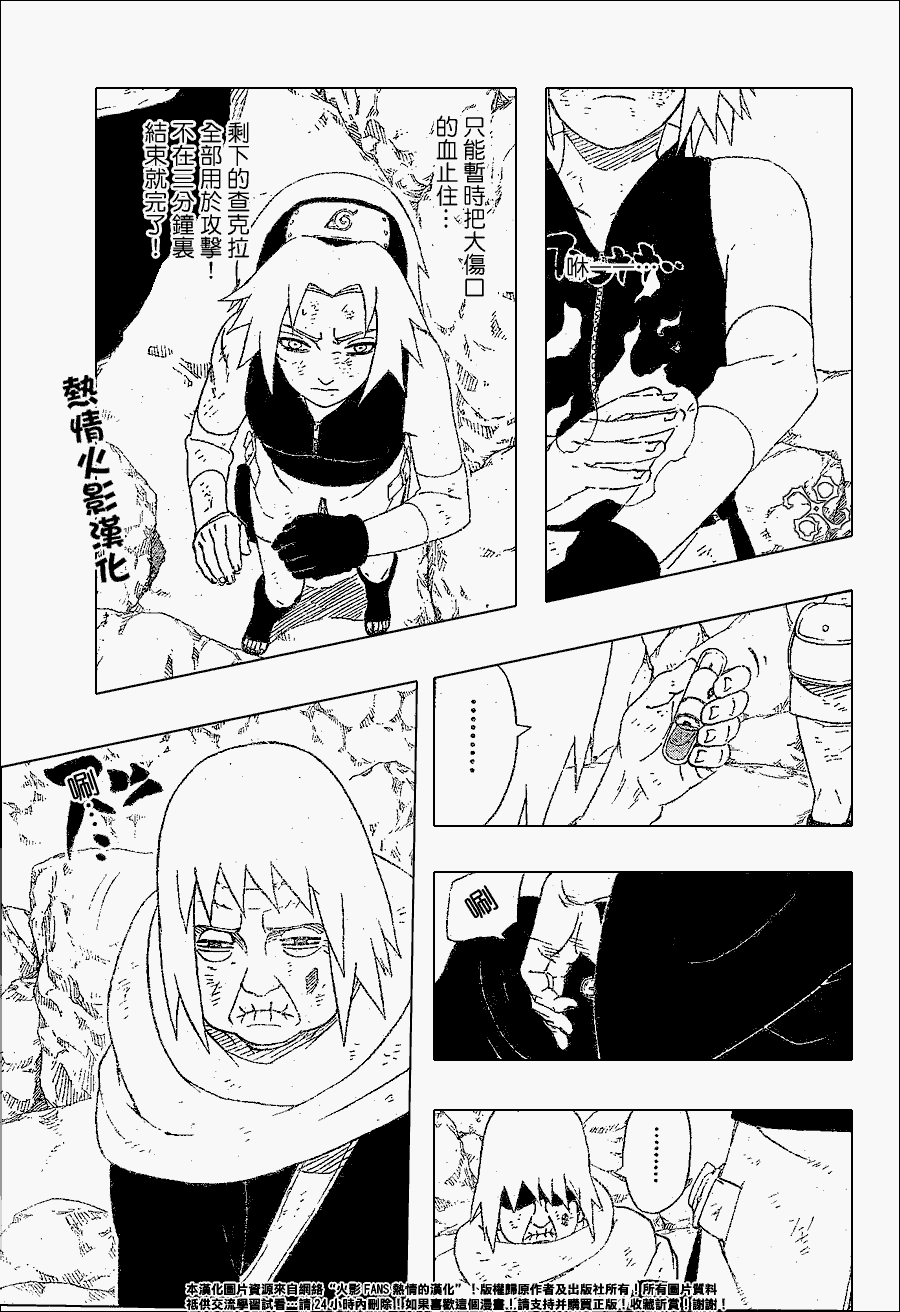 咻
只能暫時把大傷口
的血止住…
剩下的查克拉
全部用於攻擊！
不在三分鐘裏
結束就完了！
熱情火影漢化
………
唰
………
唰…
本漢化圖片資源來自網絡“火影FANS熱情的漢化”！版權歸原作者及出版社所有！所有圖片質料
祗供交流學習試看！請24小時內刪除！如果喜歡這個漫畫！請支持并購買正版！收藏訢賞！謝謝！